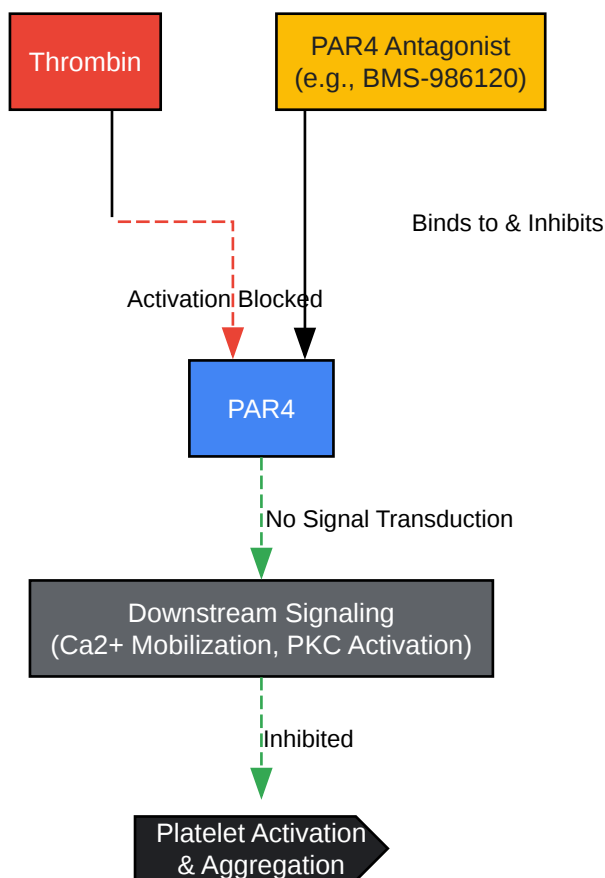 Thrombin
PAR4 Antagonist
(e.g., BMS-986120)
Binds to & Inhibits
Activation Blocked
PAR4
No Signal Transduction
Downstream Signaling
(Ca2+ Mobilization, PKC Activation)
Inhibited
Platelet Activation
& Aggregation